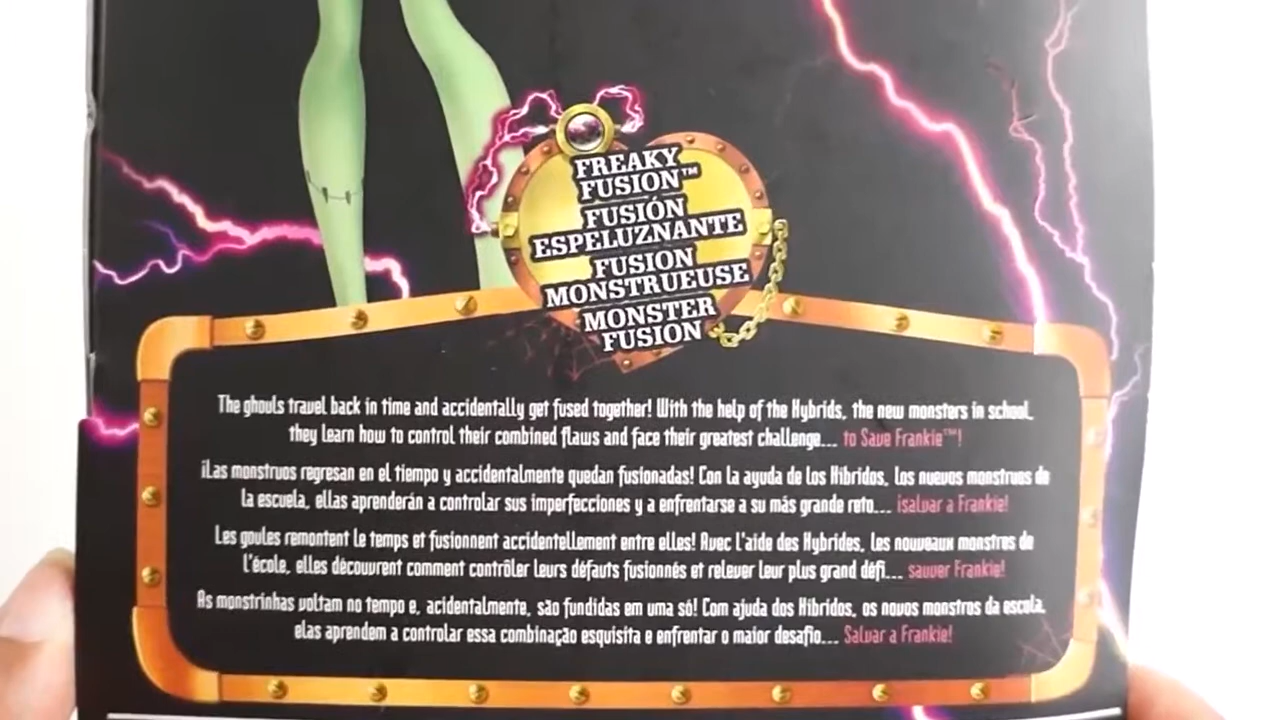 FREAKY
FUSION™
FUSIÓN
ESPELUZNANTE
FUSION
MONSTRUEUSE
MONSTER
FUSION
The ghouls travel back in time and accidentally get fused together! With the help of the Hybrids, the new monsters in school,
they learn how to control their combined flaws and face their greatest challenge... to Save Frankie™!
¡Las monstruos regresan en el tiempo y accidentalmente quedan fusionadas! Con la ayuda de los Híbridos, los nuevos monstruos de
la escuela, ellas aprenderán a controlar sus imperfecciones y a enfrentarse a su más grande reto... ¡salvar a Frankie!
Les goules remontent le temps et fusionnent accidentellement entre elles! Avec l'aide des Hybrides, les nouveaux monstres de
l'école, elles découvrent comment contrôler leurs défauts fusionnés et relever leur plus grand défi... sauver Frankie!
As monstrinhas voltam no tempo e, acidentalmente, são fundidas em uma só! Com ajuda dos Híbridos, os novos monstros da escola,
elas aprendem a controlar essa combinação esquisita e enfrentar o maior desafio... Salvar a Frankie!